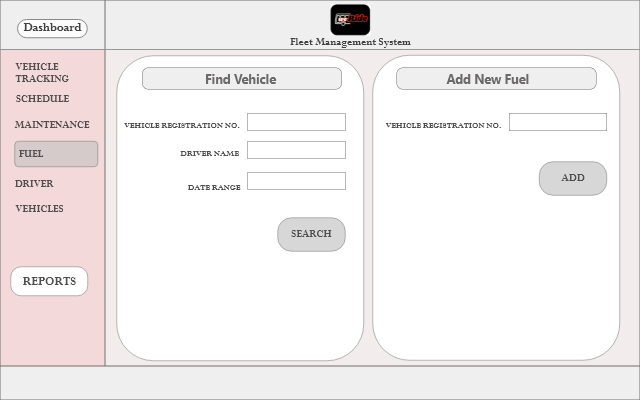 Dashboard
Fleet Management System
VEHICLE
TRACKING
SCHEDULE
MAINTENANCE
FUEL
DRIVER
VEHICLES
REPORTS
Find Vehicle
VEHICLE REGISTRATION NO.
DRIVER NAME
DATE RANGE
SEARCH
Add New Fuel
VEHICLE REGISTRATION NO.
ADD